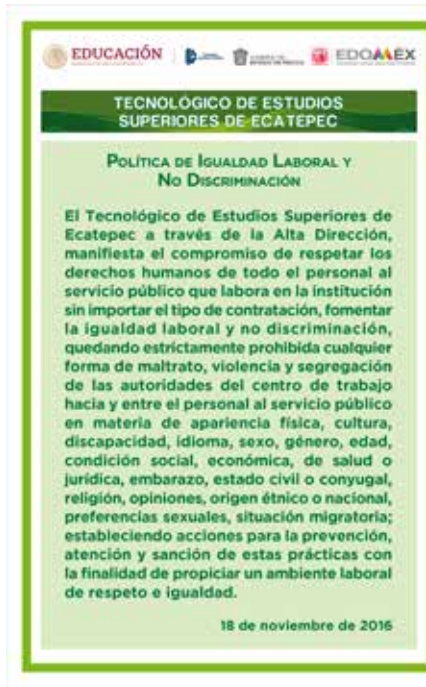 EDUCACIÓN
EDOMÉX
TECNOLÓGICO DE ESTUDIOS
SUPERIORES DE ECATEPEC
POLÍTICA DE IGUALDAD LABORAL Y
NO DISCRIMINACIÓN
El Tecnológico de Estudios Superiores de
Ecatepec a través de la Alta Dirección,
manifiesta el compromiso de respetar los
derechos humanos de todo el personal al
servicio público que labora en la institución
sin importar el tipo de contratación, fomentar
la igualdad laboral y no discriminación,
quedando estrictamente prohibida cualquier
forma de maltrato, violencia y segregación
de las autoridades del centro de trabajo
hacia y entre el personal al servicio público
en materia de apariencia física, cultura,
discapacidad, idioma, sexo, género, edad,
condición social, económica, de salud o
jurídica, embarazo, estado civil o conyugal,
religión, opiniones, origen étnico o nacional,
preferencias sexuales, situación migratoria;
estableciendo acciones para la prevención,
atención y sanción de estas prácticas con
la finalidad de propiciar un ambiente laboral
de respeto e igualdad.
18 de noviembre de 2016